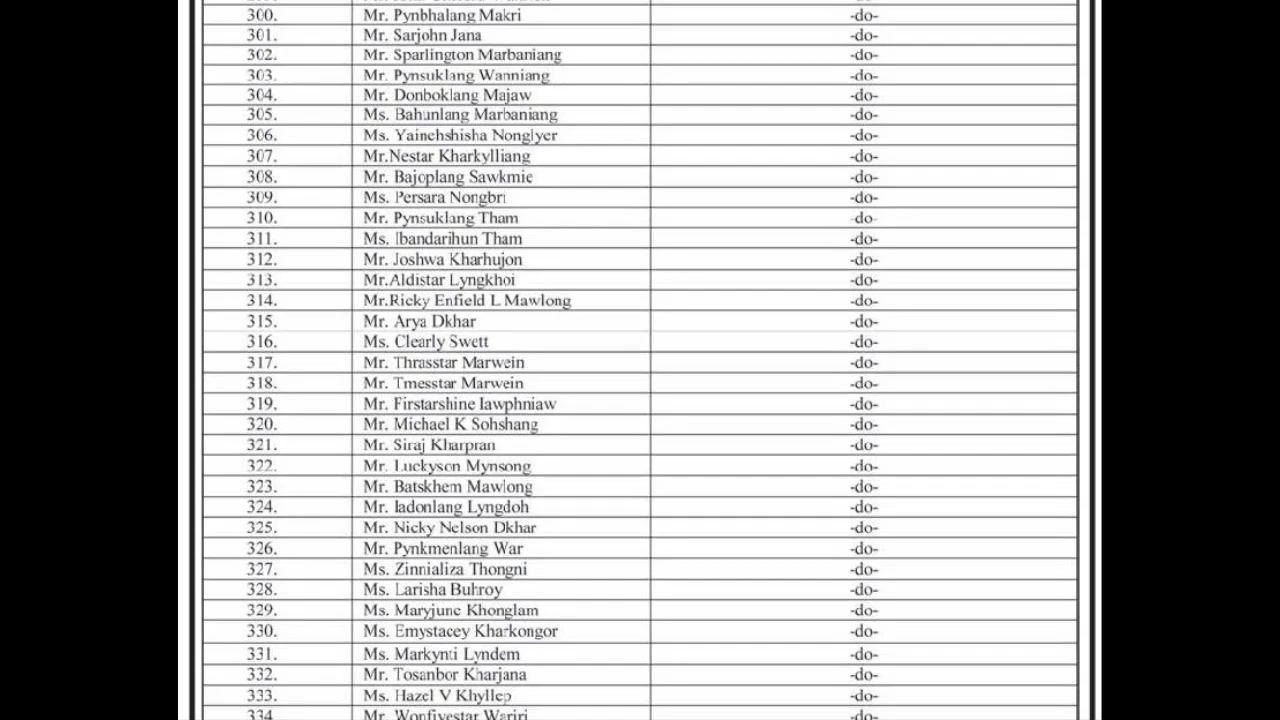 300. Mr. Pynbhalang Makri -do-
301. Mr. Sarjohn Jana -do-
302. Mr. Sparlington Marbaniang -do-
303. Mr. Pynsuklang Wanniang -do-
304. Mr. Donboklang Majaw -do-
305. Ms. Bahunlang Marbaniang -do-
306. Ms. Yainehshisha Nonglyer -do-
307. Mr.Nestar Kharkylliang -do-
308. Mr. Bajoplang Sawkmie -do-
309. Ms. Persara Nongbri -do-
310. Mr. Pynsuklang Tham -do-
311. Ms. Ibandarihun Tham -do-
312. Mr. Joshwa Kharhujon -do-
313. Mr.Aldistar Lyngkhoi -do-
314. Mr.Ricky Enfield L Mawlong -do-
315. Mr. Arya Dkhar -do-
316. Ms. Clearly Swett -do-
317. Mr. Thrasstar Marwein -do-
318. Mr. Tmesstar Marwein -do-
319. Mr. Firstarshine Iawphniaw -do-
320. Mr. Michael K Sohshang -do-
321. Mr. Siraj Kharpran -do-
322. Mr. Luckyson Mynsong -do-
323. Mr. Batskhem Mawlong -do-
324. Mr. Iadonlang Lyngdoh -do-
325. Mr. Nicky Nelson Dkhar -do-
326. Mr. Pynkmenlang War -do-
327. Ms. Zinnializa Thongni -do-
328. Ms. Larisha Buhroy -do-
329. Ms. Maryjune Khonglam -do-
330. Ms. Emystacey Kharkongor -do-
331. Ms. Markynti Lyndem -do-
332. Mr. Tosanbor Kharjana -do-
333. Ms. Hazel V Khyllep -do-
334. Mr. Wonfivestar Wariri -do-